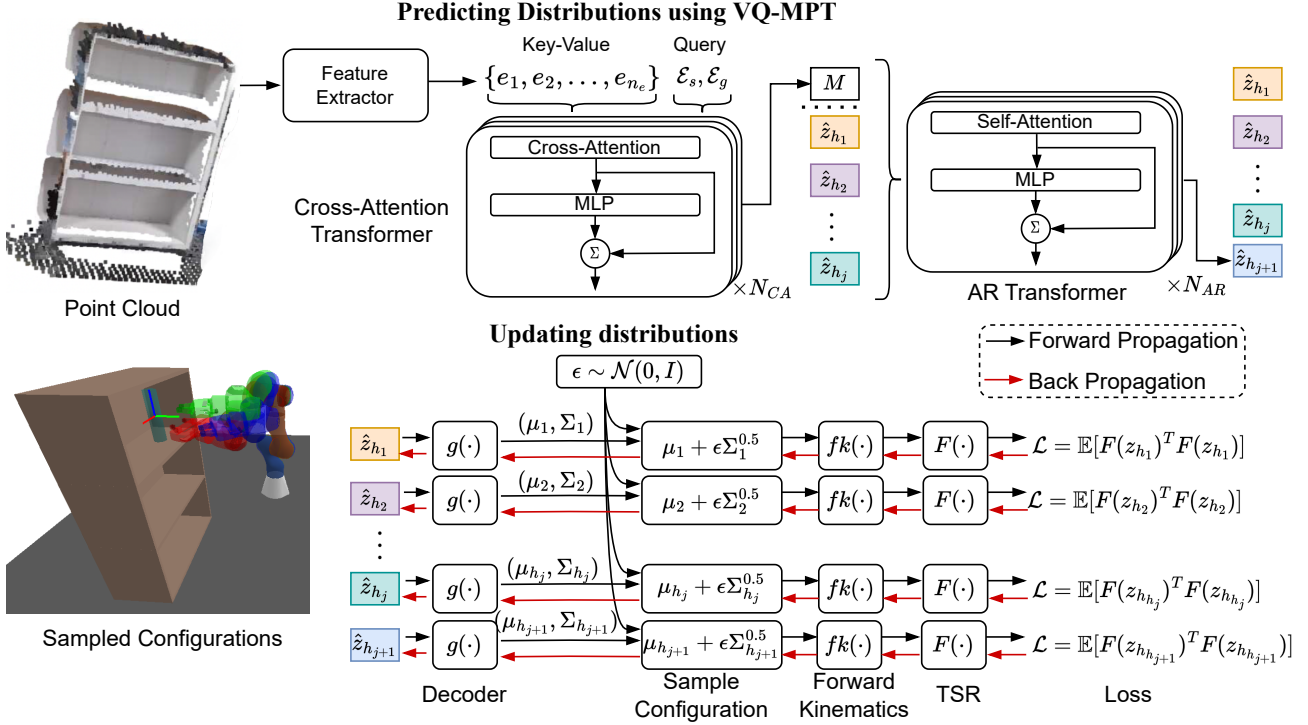 Predicting Distributions using VQ-MPT
Key-Value Query
Feature Extractor
{e_1, e_2, . . . , e_{n_e}} ℰ_s, ℰ_g
M
ẑ_{h_1}
ẑ_{h_2}
⋮
ẑ_{h_j}
Cross-Attention
MLP
Σ
Cross-Attention
Transformer
×N_{CA}
Self-Attention
MLP
Σ
AR Transformer
×N_{AR}
ẑ_{h_1}
ẑ_{h_2}
⋮
ẑ_{h_j}
ẑ_{h_{j+1}}
Point Cloud
Updating distributions
Forward Propagation
Back Propagation
ϵ ∼ 𝒩(0, I)
ẑ_{h_1} g(·) (μ_1, Σ_1) μ_1 + ϵΣ_1^{0.5} fk(·) F(·) ℒ = 𝔼[F(z_{h_1})^T F(z_{h_1})]
ẑ_{h_2} g(·) (μ_2, Σ_2) μ_2 + ϵΣ_2^{0.5} fk(·) F(·) ℒ = 𝔼[F(z_{h_2})^T F(z_{h_2})]
⋮
ẑ_{h_j} g(·) (μ_{h_j}, Σ_{h_j}) μ_{h_j} + ϵΣ_{h_j}^{0.5} fk(·) F(·) ℒ = 𝔼[F(z_{h_{h_j}})^T F(z_{h_{h_j}})]
ẑ_{h_{j+1}} g(·) (μ_{h_{j+1}}, Σ_{h_{j+1}}) μ_{h_{j+1}} + ϵΣ_{h_{j+1}}^{0.5} fk(·) F(·) ℒ = 𝔼[F(z_{h_{h_{j+1}}})^T F(z_{h_{h_{j+1}}})]
Sampled Configurations
Decoder
Sample
Configuration
Forward
Kinematics
TSR
Loss